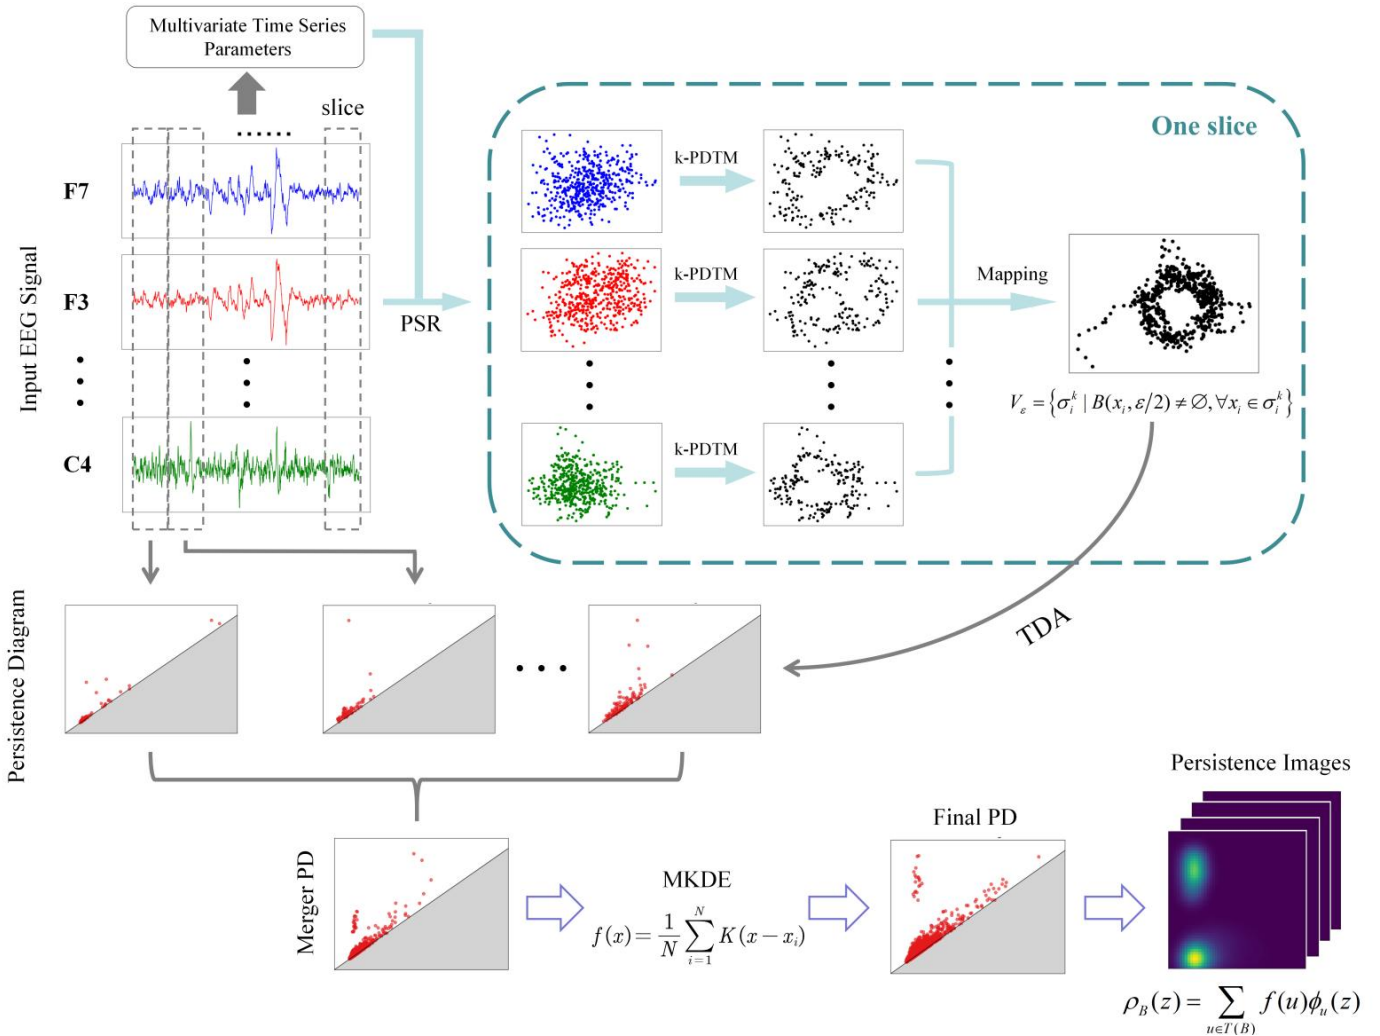 Multivariate Time Series
Parameters
slice
......
One slice
F7
F3
C4
Input EEG Signal
PSR
k-PDTM
k-PDTM
k-PDTM
Mapping
V_ε = {σ_i^k | B(x_i, ε/2) ≠ ∅, ∀x_i ∈ σ_i^k}
TDA
Persistence Diagram
Merger PD
MKDE
f(x) = 1/N ∑_{i=1}^{N} K(x − x_i)
Final PD
Persistence Images
ρ_B(z) = ∑_{u∈T(B)} f(u)ϕ_u(z)